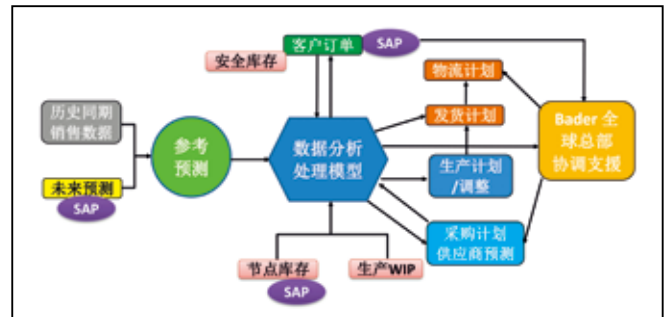 客户订单
SAP
安全库存
物流计划
历史同期
销售数据
发货计划
Bader 全
球总部
协调支援
参考
预测
数据分析
处理模型
生产计划
/调整
未来预测
SAP
采购计划
供应商预测
节点库存
生产WIP
SAP